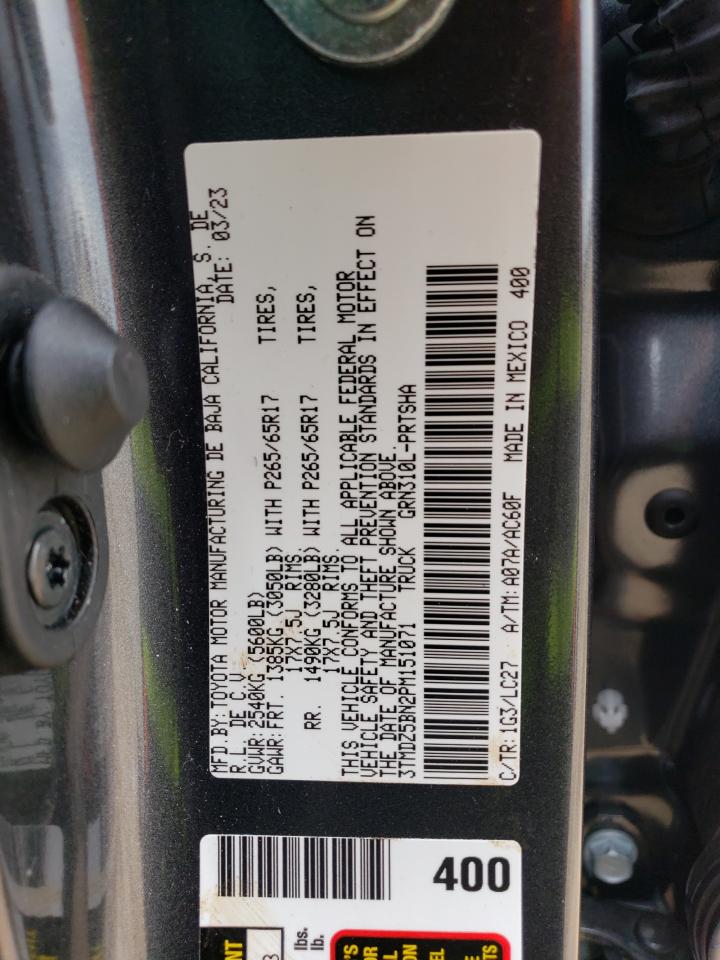 MFD.BY: TOYOTA MOTOR MANUFACTURING DE BAJA CALIFORNIA, S. DE
R.L. DE C.V. DATE: 03/23
GVWR: 2540KG (5600LB)
GAWR: FRT. 1385KG (3050LB) WITH P265/65R17 TIRES,
17X7.5J RIMS.
RR. 1490KG (3280LB) WITH P265/65R17 TIRES,
17X7.5J RIMS.
THIS VEHICLE CONFORMS TO ALL APPLICABLE FEDERAL MOTOR
VEHICLE SAFETY AND THEFT PREVENTION STANDARDS IN EFFECT ON
THE DATE OF MANUFACTURE SHOWN ABOVE.
3TMDZ5BN2PM151071 TRUCK GRN310L-PRTSHA
C/TR: 1G3/LC27 A/TM: A07A/AC60F MADE IN MEXICO 400
400
lbs.
lb.